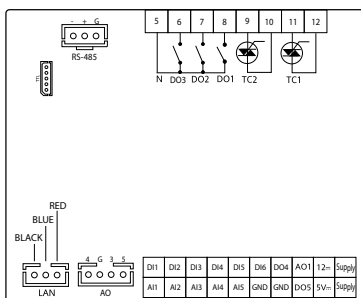 - + G
RS-485
5 6 7 8 9 10 11 12
N DO3 DO2 DO1 TC2 TC1
RED
BLUE
BLACK
LAN
4 G 3 5
AO
DI1 DI2 DI3 DI4 DI5 DI6 DO4 AO1 12⎓ Supply
AI1 AI2 AI3 AI4 AI5 GND GND DO5 5V⎓ Supply